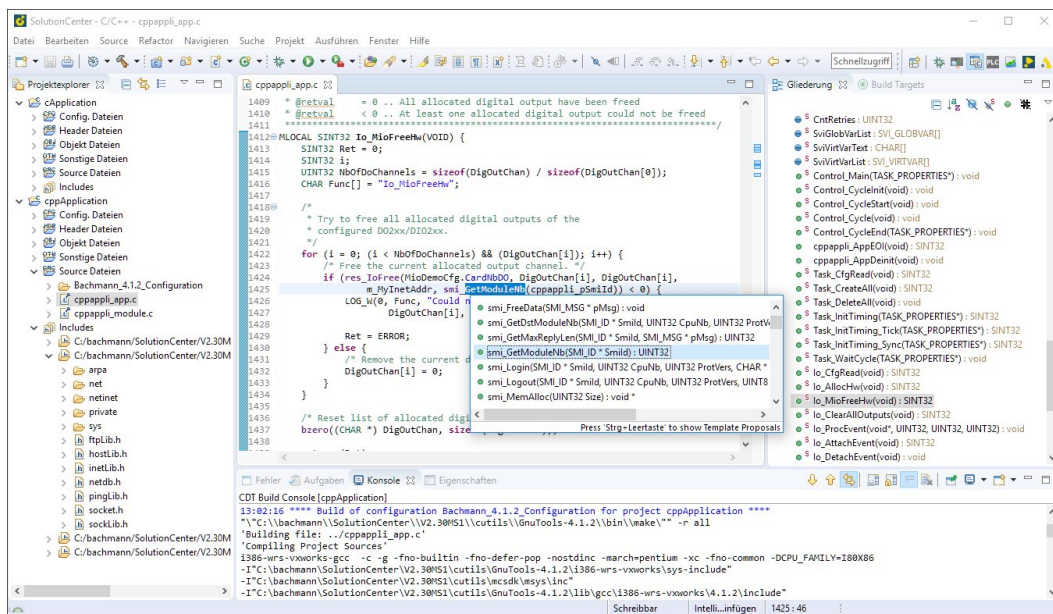 SolutionCenter - C/C++ - cppappli_app.c
Datei Bearbeiten Source Refactor Navigieren Suche Projekt Ausführen Fenster Hilfe
Schnellzugriff
Projektexplorer
cApplication
Config. Dateien
Header Dateien
Objekt Dateien
Sonstige Dateien
Source Dateien
Includes
cppApplication
Config. Dateien
Header Dateien
Objekt Dateien
Sonstige Dateien
Source Dateien
Bachmann_4.1.2_Configuration
cppappli_app.c
cppappli_module.c
Includes
C:/bachmann/SolutionCenter/V2.30M
arpa
net
netinet
private
sys
ftpLib.h
hostLib.h
inetLib.h
netdb.h
pingLib.h
socket.h
sockLib.h
C:/bachmann/SolutionCenter/V2.30M
C:/bachmann/SolutionCenter/V2.30M
cppappli_app.c
1409 * @retval = 0 .. All allocated digital output have been freed
1410 * @retval < 0 .. At least one allocated digital output could not be freed
1411 *****************************************************************************/
1412 MLOCAL SINT32 Io_MioFreeHw(VOID) {
1413 SINT32 Ret = 0;
1414 SINT32 i;
1415 UINT32 NbOfDoChannels = sizeof(DigOutChan) / sizeof(DigOutChan[0]);
1416 CHAR Func[] = "Io_MioFreeHw";
1417
1418 /*
1419 * Try to free all allocated digital outputs of the
1420 * configured DO2xx/DIO2xx.
1421 */
1422 for (i = 0; (i < NbOfDoChannels) && (DigOutChan[i]); i++) {
1423 /* Free the current allocated output channel. */
1424 if (res_IoFree(MioDemoCfg.CardNbDO, DigOutChan[i], DigOutChan[i],
1425 m_MyInetAddr, smi_GetModuleNb(cppappli_pSmiId)) < 0) {
1426 LOG_W(0, Func, "Could n
1427 DigOutChan[i],
1428
1429 Ret = ERROR;
1430 } else {
1431 /* Remove the current d
1432 DigOutChan[i] = 0;
1433 }
1434 }
1435
1436 /* Reset list of allocated digi
1437 bzero((CHAR *) DigOutChan, size
1438
smi_FreeData(SMI_MSG * pMsg) : void
smi_GetDstModuleNb(SMI_ID * SmiId, UINT32 CpuNb, UINT32 ProtV
smi_GetMaxReplyLen(SMI_ID * SmiId, SMI_MSG * pMsg) : UINT32
smi_GetModuleNb(SMI_ID * SmiId) : UINT32
smi_Login(SMI_ID * SmiId, UINT32 CpuNb, UINT32 ProtVers, CHAR *
smi_Logout(SMI_ID * SmiId, UINT32 CpuNb, UINT32 ProtVers, UINT8
smi_MemAlloc(UINT32 Size) : void *
Press 'Strg+Leertaste' to show Template Proposals
Gliederung Build Targets
CntRetries : UINT32
SviGlobVarList : SVI_GLOBVAR[]
SviVirtVarText : CHAR[]
SviVirtVarList : SVI_VIRTVAR[]
Control_Main(TASK_PROPERTIES*) : void
Control_CycleInit(void) : void
Control_CycleStart(void) : void
Control_Cycle(void) : void
Control_CycleEnd(TASK_PROPERTIES*) : void
cppappli_AppEOI(void) : SINT32
cppappli_AppDeinit(void) : void
Task_CfgRead(void) : SINT32
Task_CreateAll(void) : SINT32
Task_DeleteAll(void) : void
Task_InitTiming(TASK_PROPERTIES*) : void
Task_InitTiming_Tick(TASK_PROPERTIES*) : SINT32
Task_InitTiming_Sync(TASK_PROPERTIES*) : SINT32
Task_WaitCycle(TASK_PROPERTIES*) : void
Io_CfgRead(void) : SINT32
Io_AllocHw(void) : SINT32
Io_MioFreeHw(void) : SINT32
Io_ClearAllOutputs(void) : SINT32
Io_ProcEvent(void*, UINT32, UINT32, UINT32) : void
Io_AttachEvent(void) : SINT32
Io_DetachEvent(void) : void
Fehler Aufgaben Konsole Eigenschaften
CDT Build Console [cppApplication]
13:02:16 **** Build of configuration Bachmann_4.1.2_Configuration for project cppApplication ****
"\"C:\\bachmann\\SolutionCenter\\V2.30MS1\\cutils\\GnuTools-4.1.2\\bin\\make\"" -r all
'Building file: ../cppappli_app.c'
'Compiling Project Sources'
i386-wrs-vxworks-gcc -c -g -fno-builtin -fno-defer-pop -nostdinc -march=pentium -xc -fno-common -DCPU_FAMILY=I80X86
-I"C:\bachmann\SolutionCenter\V2.30MS1\cutils\GnuTools-4.1.2\i386-wrs-vxworks\sys-include"
-I"C:\bachmann\SolutionCenter\V2.30MS1\cutils\mcsdk\msys\inc"
-I"C:\bachmann\SolutionCenter\V2.30MS1\cutils\GnuTools-4.1.2\lib\gcc\i386-wrs-vxworks\4.1.2\include"
Schreibbar Intelli...infügen 1425 : 46